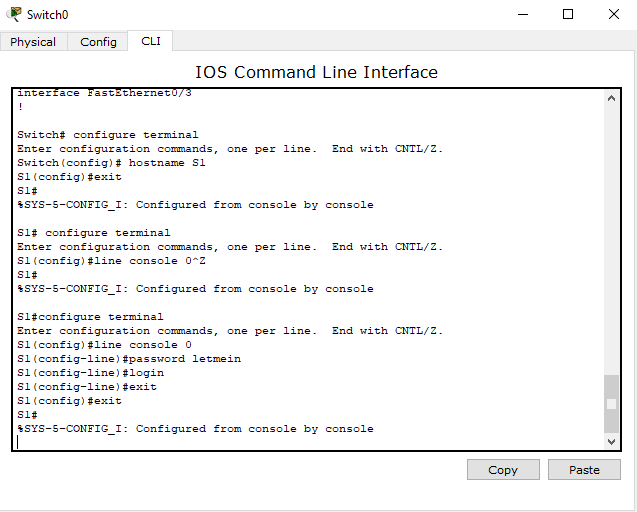 Switch0
Physical Config CLI
IOS Command Line Interface
interface FastEthernet0/3
!
Switch# configure terminal
Enter configuration commands, one per line.  End with CNTL/Z.
Switch(config)# hostname S1
S1(config)#exit
S1#
%SYS-5-CONFIG_I: Configured from console by console
S1# configure terminal
Enter configuration commands, one per line.  End with CNTL/Z.
S1(config)#line console 0^Z
S1#
%SYS-5-CONFIG_I: Configured from console by console
S1#configure terminal
Enter configuration commands, one per line.  End with CNTL/Z.
S1(config)#line console 0
S1(config-line)#password letmein
S1(config-line)#login
S1(config-line)#exit
S1(config)#exit
S1#
%SYS-5-CONFIG_I: Configured from console by console
Copy Paste